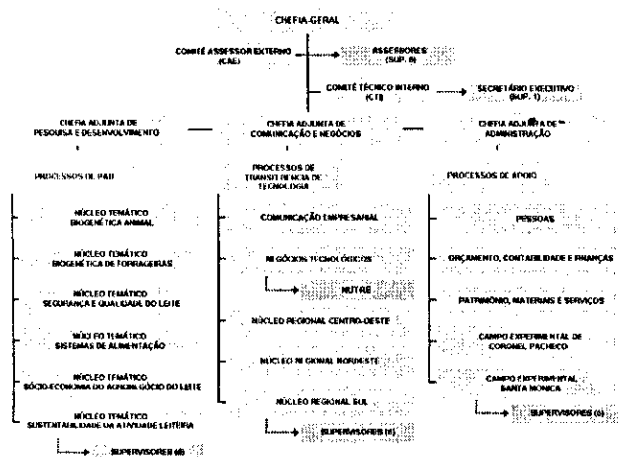 CHEFIA-GERAL
COMITÊ ASSESSOR EXTERNO
(CAE)
ASSESSORES
COMITÊ TÉCNICO INTERNO
(CTI)
SECRETÁRIO EXECUTIVO
(SUP. 1)
CHEFIA ADJUNTA DE
PESQUISA E DESENVOLVIMENTO
CHEFIA ADJUNTA DE
COMUNICAÇÃO E NEGÓCIOS
CHEFIA ADJUNTA DE
ADMINISTRAÇÃO
PROCESSOS DE P&D
PROCESSOS DE
TRANSFERÊNCIA DE
TECNOLOGIA
PROCESSOS DE APOIO
NÚCLEO TEMÁTICO
BIOGENÉTICA ANIMAL
COMUNICAÇÃO EMPRESARIAL
PESSOAS
NÚCLEO TEMÁTICO
BIOGENÉTICA DE FORRAGEIRAS
NEGÓCIOS TECNOLÓGICOS
ORÇAMENTO, CONTABILIDADE E FINANÇAS
NÚCLEO TEMÁTICO
SEGURANÇA E QUALIDADE DO LEITE
NUTRE
PATRIMÔNIO, MATERIAIS E SERVIÇOS
NÚCLEO TEMÁTICO
SISTEMAS DE ALIMENTAÇÃO
NÚCLEO REGIONAL CENTRO-OESTE
CAMPO EXPERIMENTAL DE
CORONEL PACHECO
NÚCLEO TEMÁTICO
SÓCIO-ECONOMIA DO AGRONEGÓCIO DO LEITE
NÚCLEO REGIONAL NORDESTE
CAMPO EXPERIMENTAL
SANTA MÔNICA
NÚCLEO TEMÁTICO
SUSTENTABILIDADE DA ATIVIDADE LEITEIRA
NÚCLEO REGIONAL SUL
SUPERVISORES
SUPERVISORES
SUPERVISORES